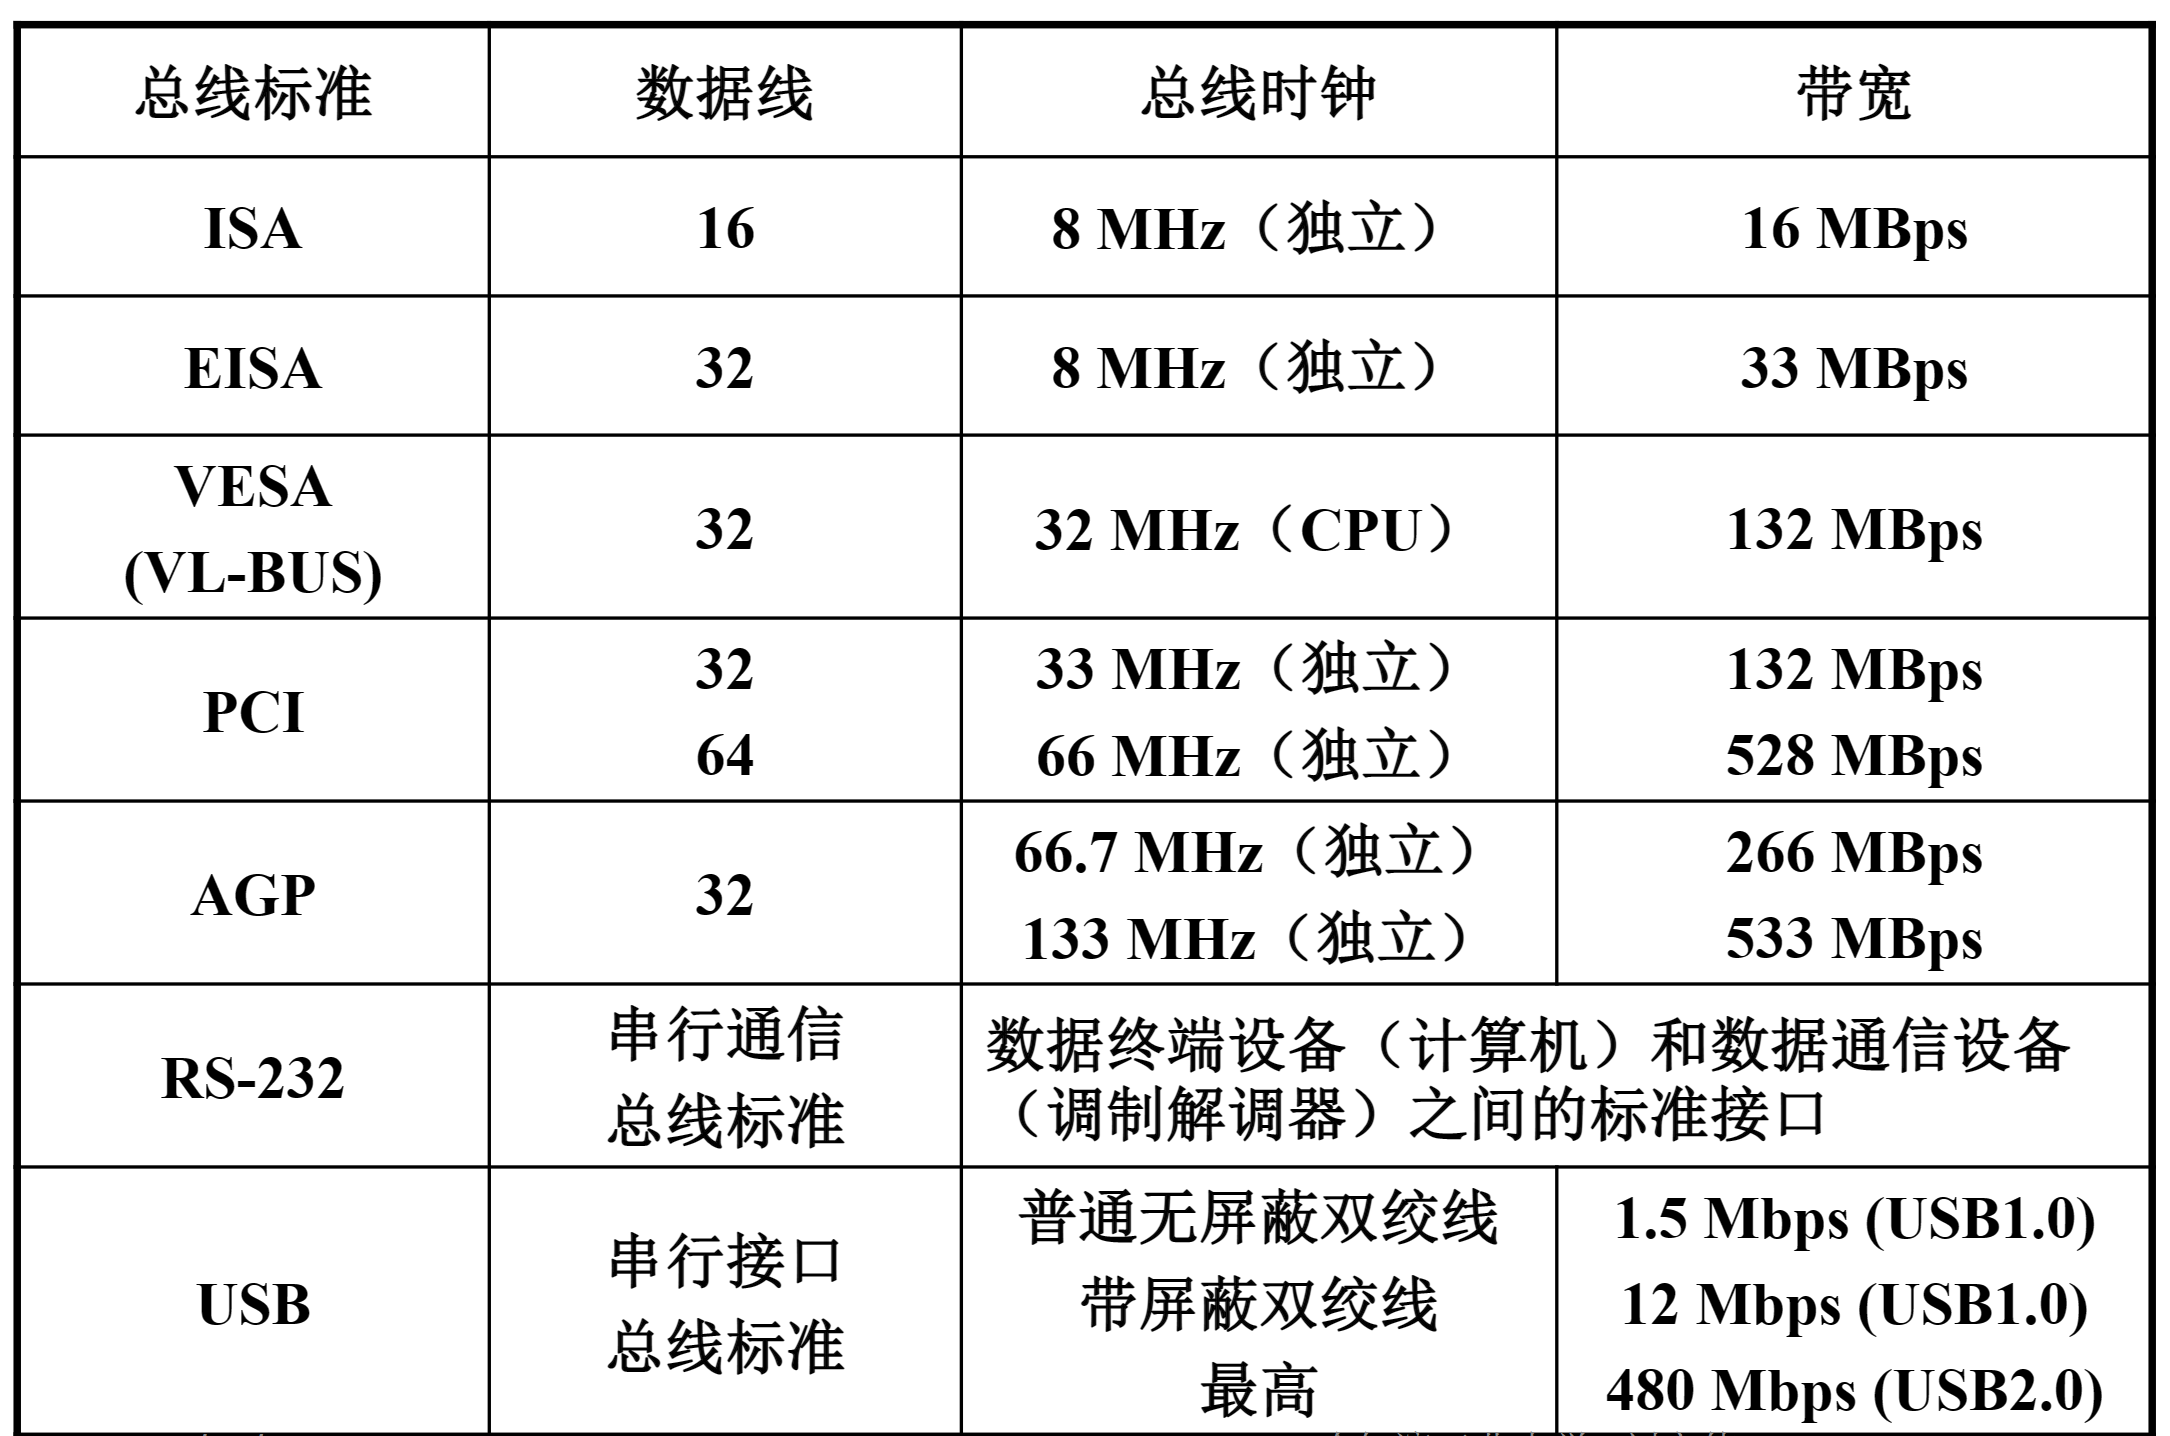 总线标准 数据线 总线时钟 带宽
ISA 16 8 MHz（独立） 16 MBps
EISA 32 8 MHz（独立） 33 MBps
VESA
(VL-BUS)
32 32 MHz（CPU） 132 MBps
PCI
32 33 MHz（独立） 132 MBps
64 66 MHz（独立） 528 MBps
AGP 32
66.7 MHz（独立） 266 MBps
133 MHz（独立） 533 MBps
RS-232
串行通信
总线标准
数据终端设备（计算机）和数据通信设备
（调制解调器）之间的标准接口
USB
串行接口
总线标准
普通无屏蔽双绞线 1.5 Mbps (USB1.0)
带屏蔽双绞线 12 Mbps (USB1.0)
最高 480 Mbps (USB2.0)